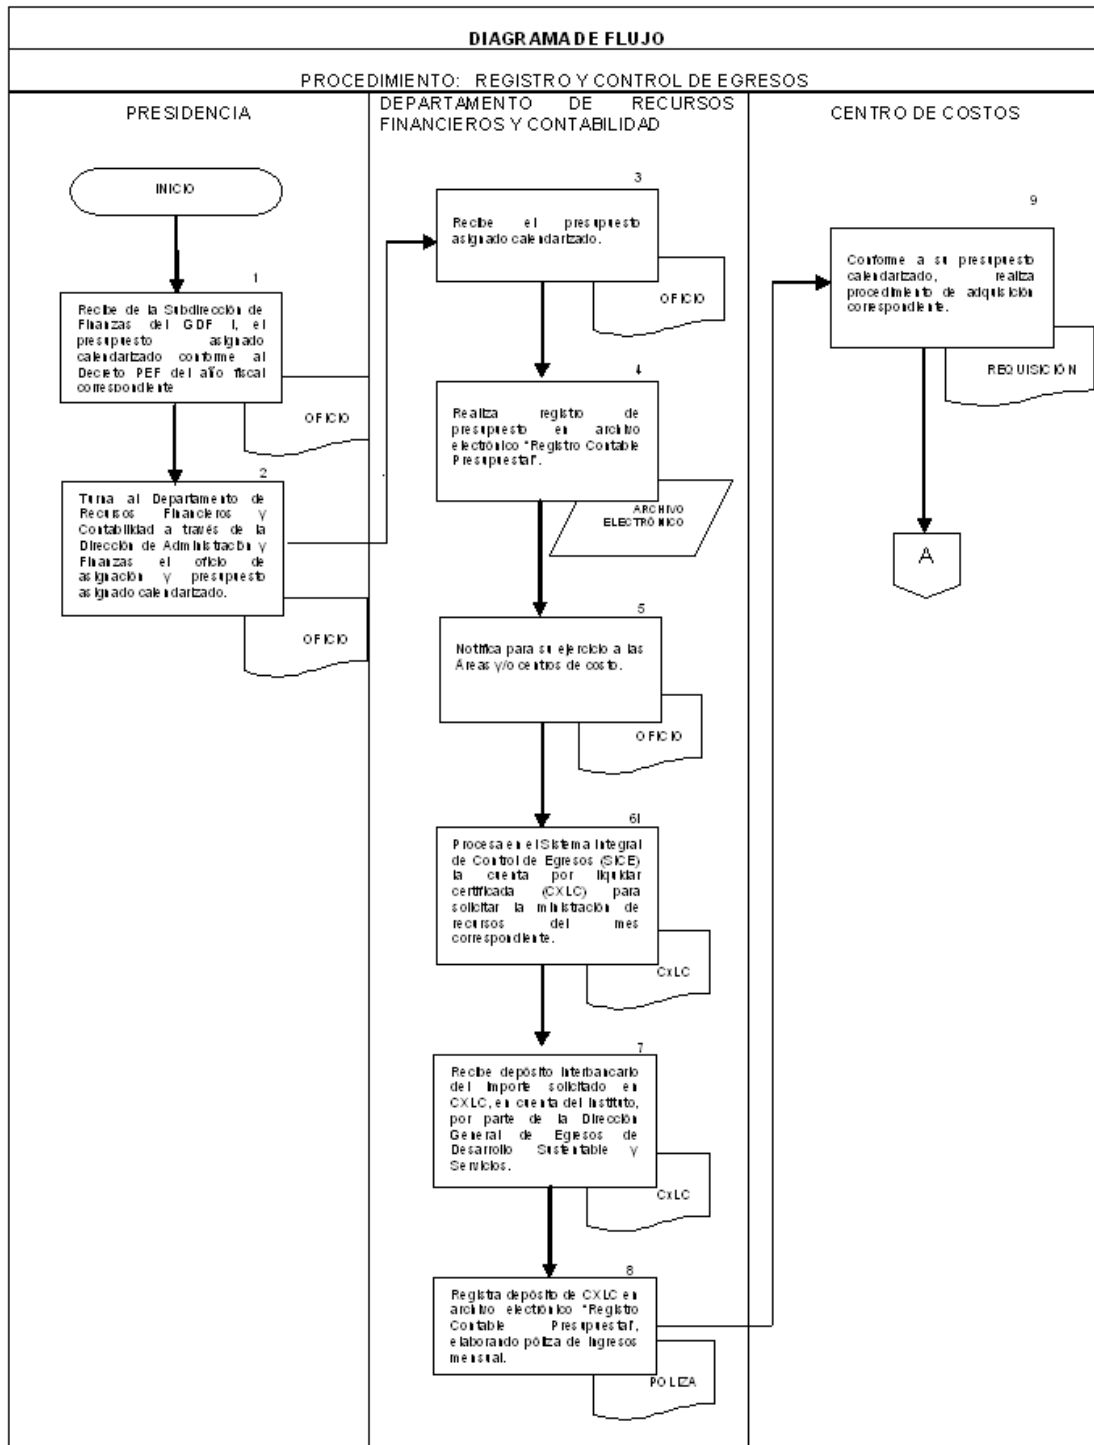 DIAGRAMA DE FLUJO
PROCEDIMIENTO: REGISTRO Y CONTROL DE EGRESOS
PRESIDENCIA
INICIO
1
Recibe de la Subdirección de
Finanzas del GDF I, el
presupuesto asignado
calendarizado conforme al
Decreto PEF del año fiscal
correspondiente
OFICIO
2
Turna al Departamento de
Recursos Financieros y
Contabilidad a través de la
Dirección de Administración y
Finanzas el oficio de
asignación y presupuesto
asignado calendarizado.
OFICIO
DEPARTAMENTO DE RECURSOS
FINANCIEROS Y CONTABILIDAD
3
Recibe el presupuesto
asignado calendarizado.
OFICIO
4
Realiza registro de
presupuesto en archivo
electrónico "Registro Contable
Presupuestal".
ARCHIVO
ELECTRÓNICO
5
Notifica para su ejercicio a las
Áreas y/o centros de costo.
OFICIO
6I
Procesa en el Sistema Integral
de Control de Egresos (SICE)
la cuenta por liquidar
certificada (CXLC) para
solicitar la ministración de
recursos del mes
correspondiente.
CxLC
7
Recibe depósito interbancario
del importe solicitado en
CXLC, en cuenta del Instituto,
por parte de la Dirección
General de Egresos de
Desarrollo Sustentable y
Servicios.
CxLC
8
Registra depósito de CXLC en
archivo electrónico "Registro
Contable Presupuestal",
elaborando póliza de ingresos
mensual.
POLIZA
CENTRO DE COSTOS
9
Conforme a su presupuesto
calendarizado, realiza
procedimiento de adquisición
correspondiente.
REQUISICIÓN
A